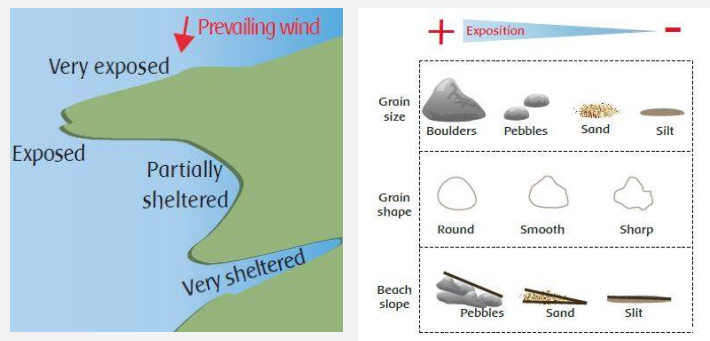 Prevailing wind
Very exposed
Exposed
Partially
sheltered
Very sheltered
+ Exposition -
Grain
size
Boulders Pebbles Sand Silt
Grain
shape
Round Smooth Sharp
Beach
slope
Pebbles Sand Slit